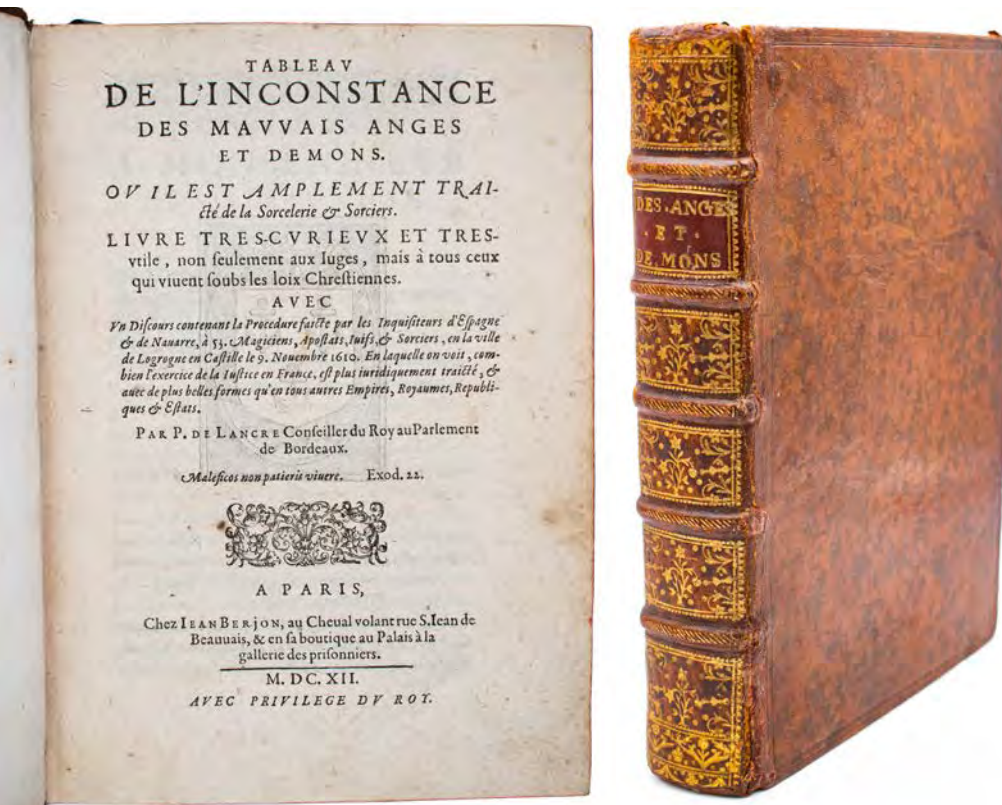 TABLEAV
DE L'INCONSTANCE
DES MAVVAIS ANGES
ET DEMONS.
OV IL EST AMPLEMENT TRAI-
cté de la Sorcelerie & Sorciers.
LIVRE TRES-CVRIEVX ET TRES-
vtile, non ſeulement aux Iuges, mais à tous ceux
qui viuent ſoubs les loix Chreſtiennes.
AVEC
Vn Diſcours contenant la Procedure faicte par les Inquiſiteurs d'Eſpagne
& de Nauarre, à 53. Magiciens, Apoſtats, Iuifs, & Sorciers, en la ville
de Logrogne en Caſtille le 9. Nouembre 1610. En laquelle on voit, com-
bien l'exercice de la Iuſtice en France, eſt plus iuridiquement traicté, &
auec de plus belles formes qu'en tous autres Empires, Royaumes, Republi-
ques & Eſtats.
PAR P. DE LANCRE Conſeiller du Roy au Parlement
de Bordeaux.
Maleficos non patieris viuere. Exod. 22.
A PARIS,
Chez IEAN BERJON, au Cheual volant rue S. Iean de
Beauuais, & en ſa boutique au Palais à la
gallerie des priſonniers.
M. DC. XII.
AVEC PRIVILEGE DV ROY.
DES·ANGES
·ET·
DE MONS